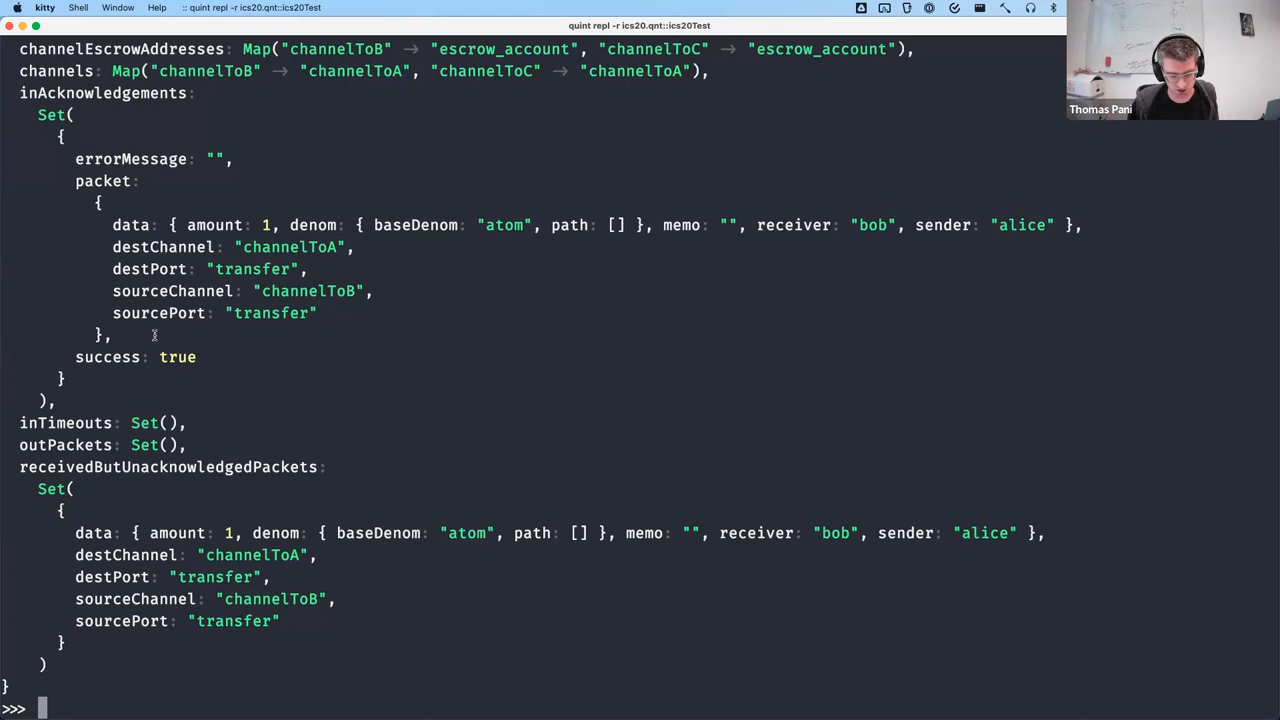 kitty Shell Window Help :: quint repl -r ics20.qnt::ics20Test
quint repl -r ics20.qnt::ics20Test
channelEscrowAddresses: Map("channelToB" → "escrow_account", "channelToC" → "escrow_account"),
channels: Map("channelToB" → "channelToA", "channelToC" → "channelToA"),
inAcknowledgements:
Set(
{
errorMessage: "",
packet:
{
data: { amount: 1, denom: { baseDenom: "atom", path: [] }, memo: "", receiver: "bob", sender: "alice" },
destChannel: "channelToA",
destPort: "transfer",
sourceChannel: "channelToB",
sourcePort: "transfer"
},
success: true
}
),
inTimeouts: Set(),
outPackets: Set(),
receivedButUnacknowledgedPackets:
Set(
{
data: { amount: 1, denom: { baseDenom: "atom", path: [] }, memo: "", receiver: "bob", sender: "alice" },
destChannel: "channelToA",
destPort: "transfer",
sourceChannel: "channelToB",
sourcePort: "transfer"
}
)
}
>>>
Thomas Pani